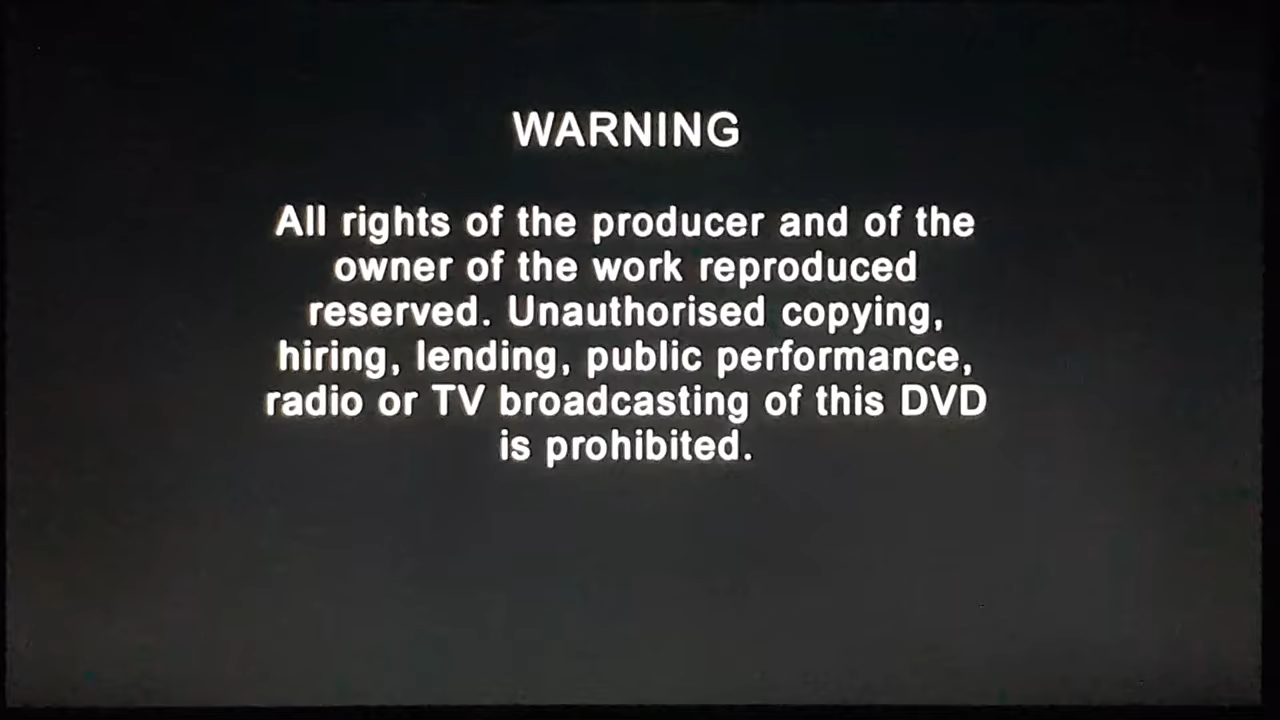 WARNING
All rights of the producer and of the
owner of the work reproduced
reserved. Unauthorised copying,
hiring, lending, public performance,
radio or TV broadcasting of this DVD
is prohibited.